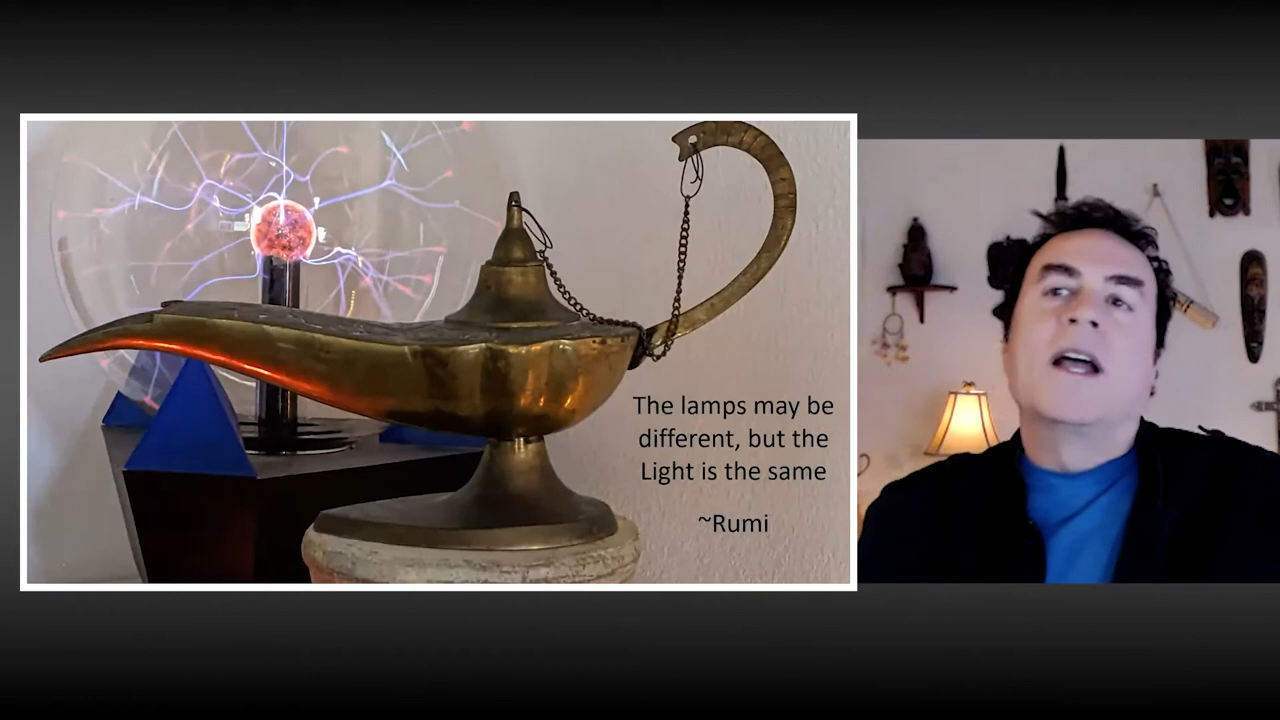 The lamps may be
different, but the
Light is the same
~Rumi